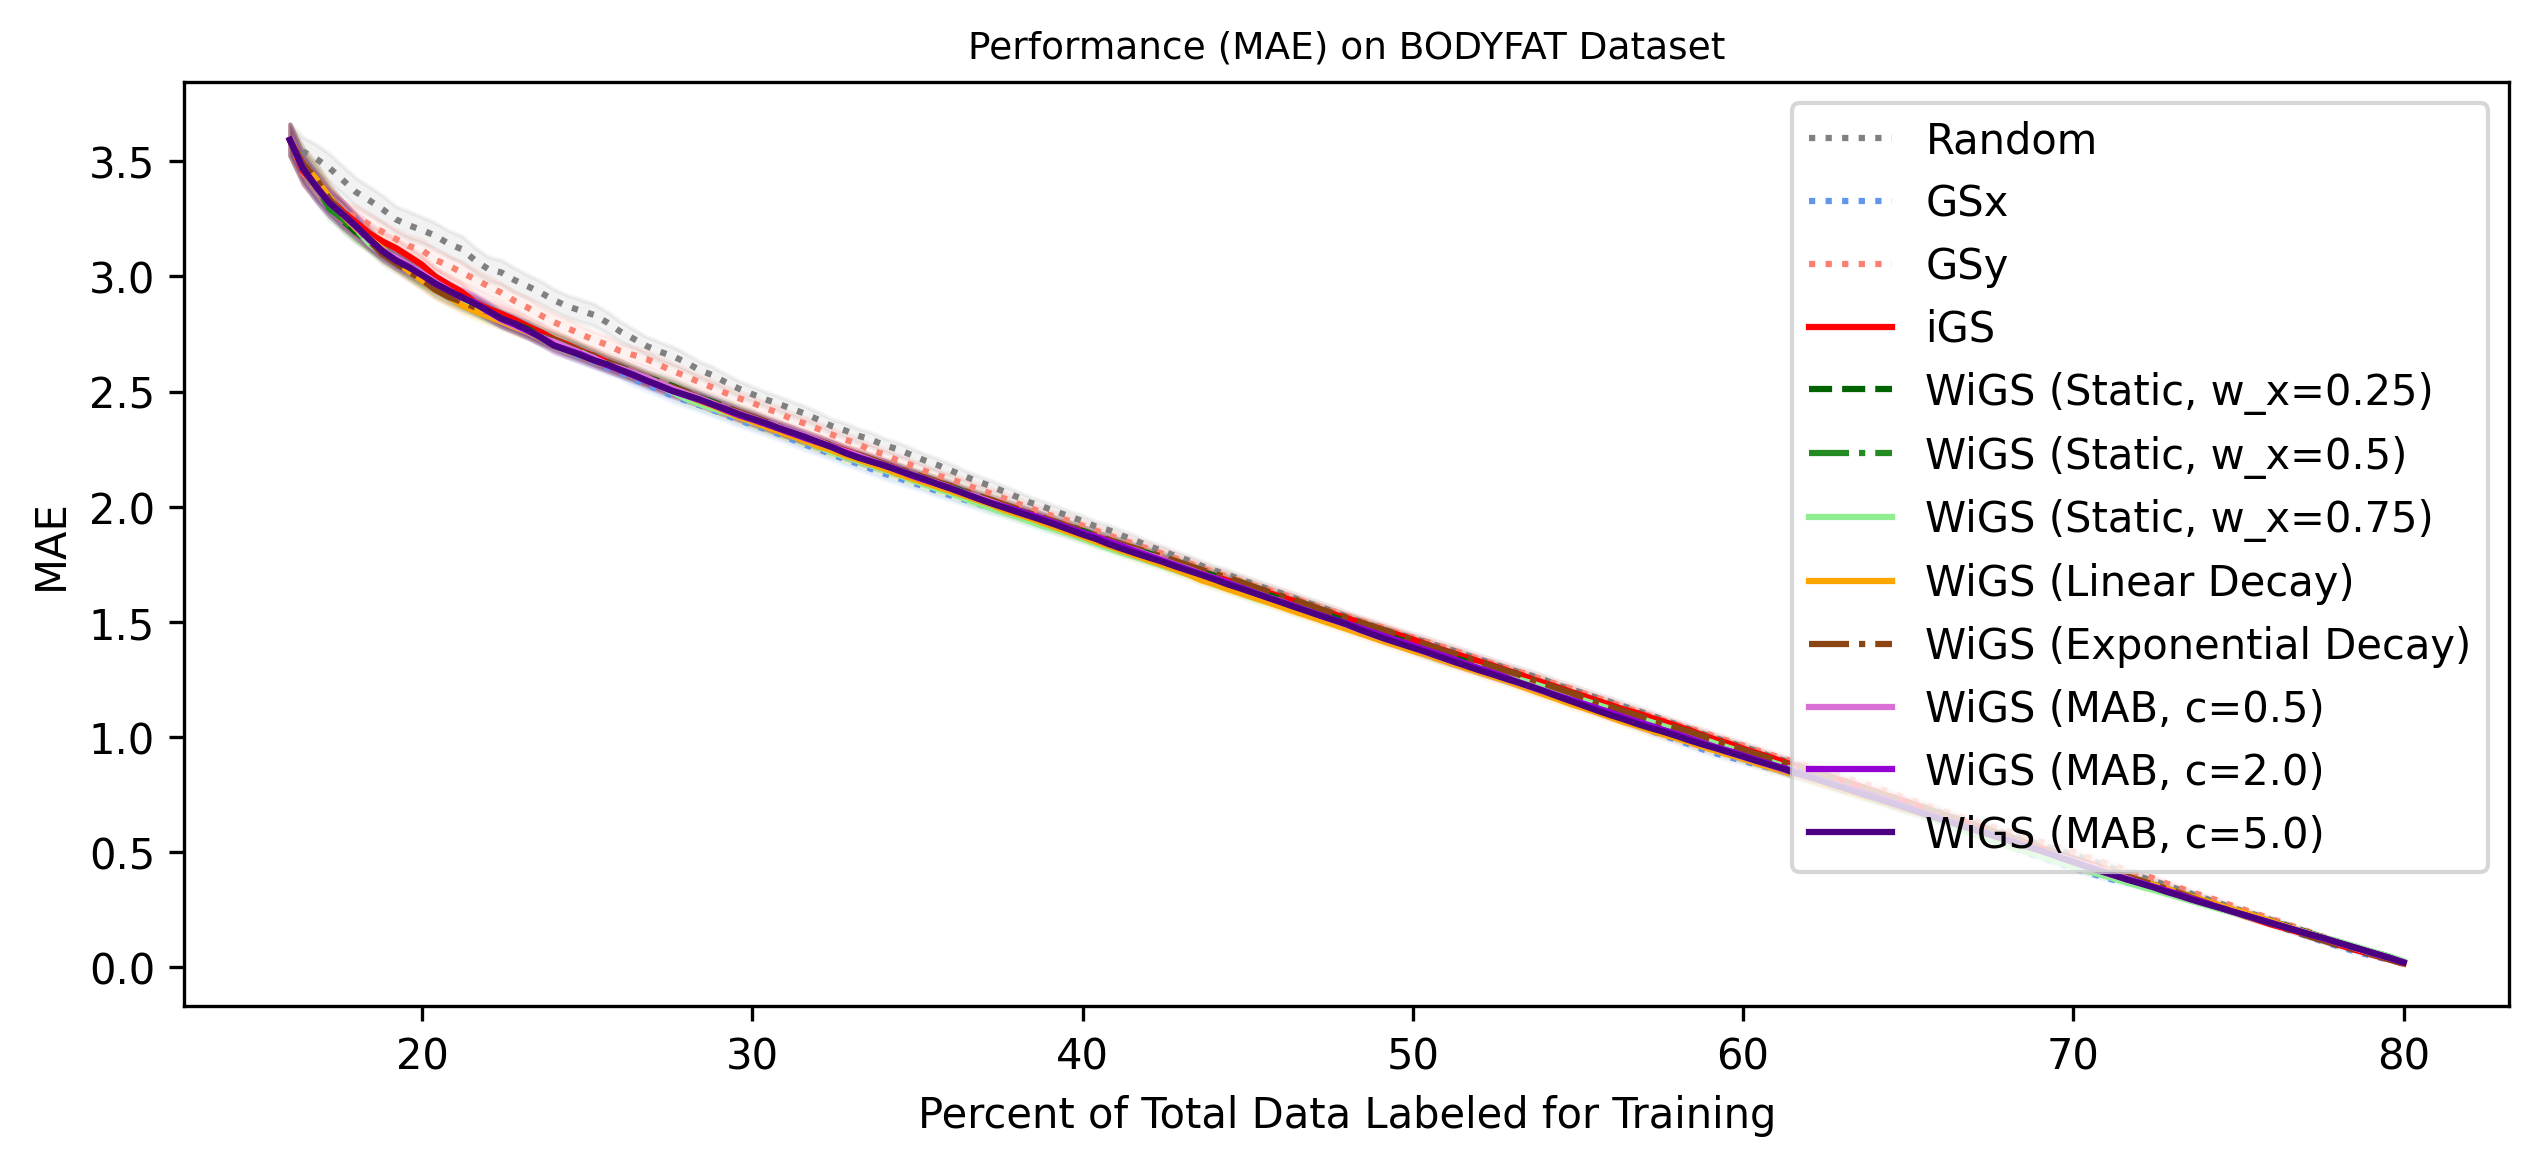 Performance (MAE) on BODYFAT Dataset
MAE
3.5
3.0
2.5
2.0
1.5
1.0
0.5
0.0
Random
GSx
GSy
iGS
WiGS (Static, w_x=0.25)
WiGS (Static, w_x=0.5)
WiGS (Static, w_x=0.75)
WiGS (Linear Decay)
WiGS (Exponential Decay)
WiGS (MAB, c=0.5)
WiGS (MAB, c=2.0)
WiGS (MAB, c=5.0)
20 30 40 50 60 70 80
Percent of Total Data Labeled for Training